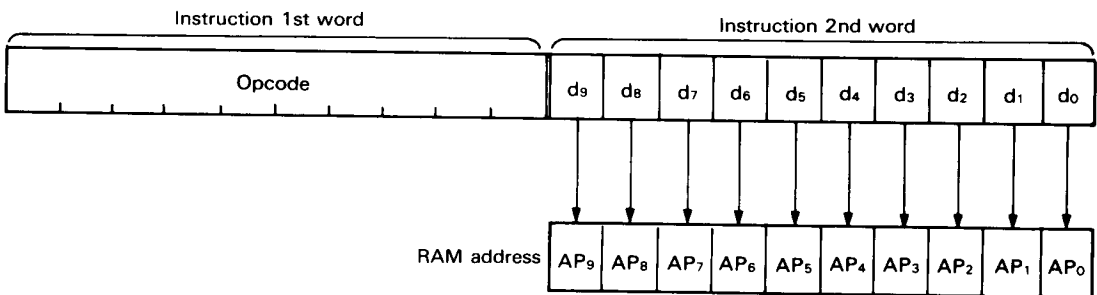 Instruction 1st word
Instruction 2nd word
Opcode
d₉ d₈ d₇ d₆ d₅ d₄ d₃ d₂ d₁ d₀
RAM address AP₉ AP₈ AP₇ AP₆ AP₅ AP₄ AP₃ AP₂ AP₁ AP₀